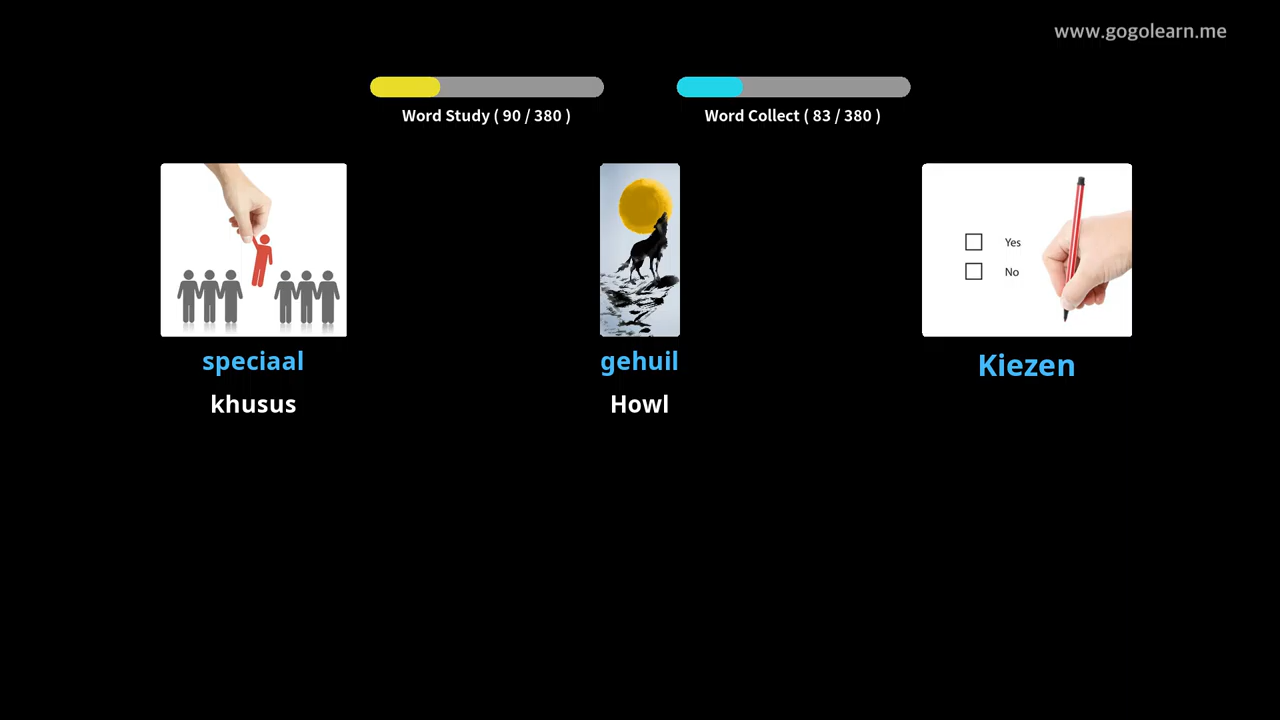 www.gogolearn.me
Word Study ( 90 / 380 )
Word Collect ( 83 / 380 )
Yes
No
speciaal
gehuil
Kiezen
khusus
Howl